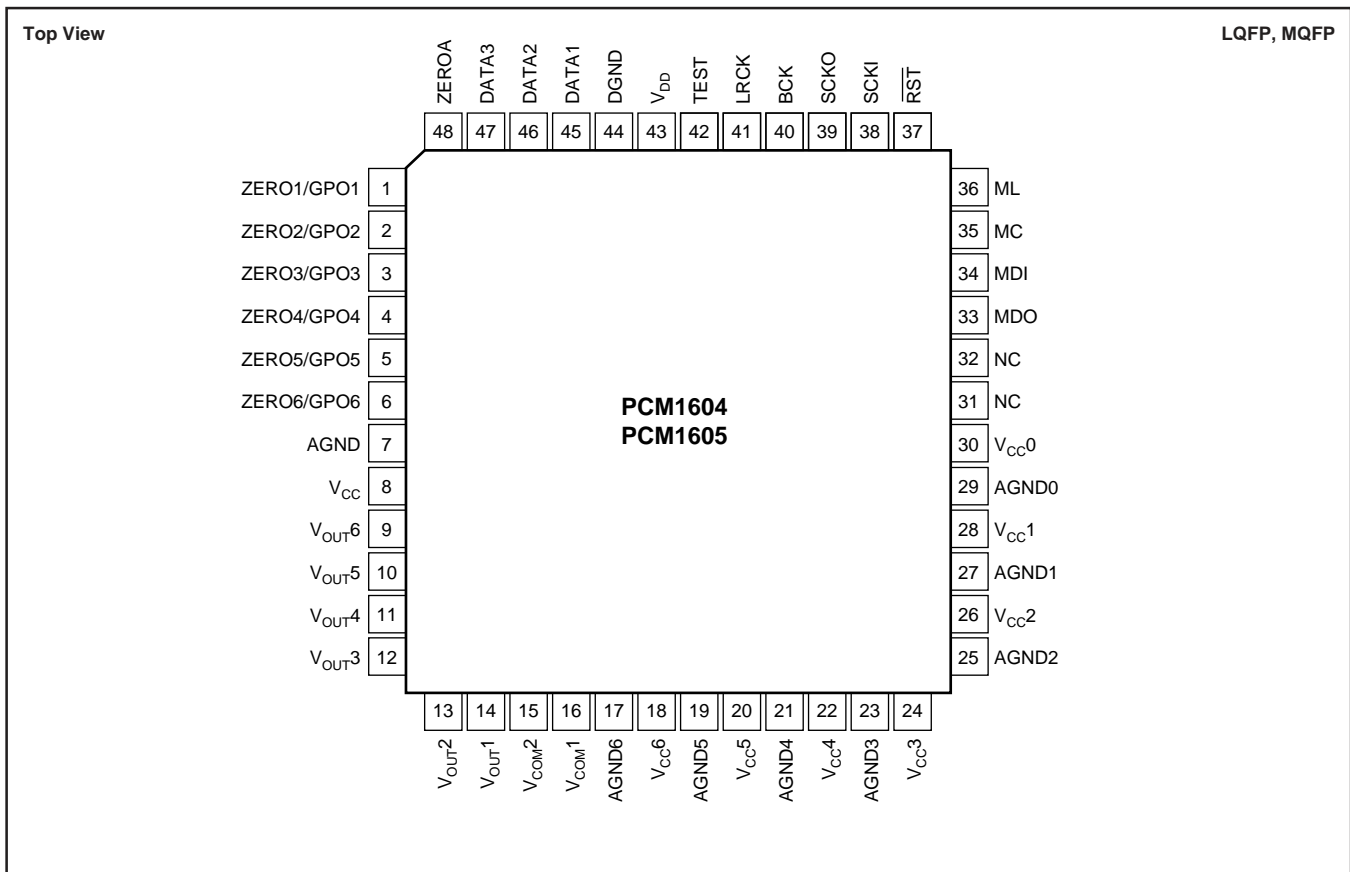 Top View
LQFP, MQFP
ZEROA
DATA3
DATA2
DATA1
DGND
VDD
TEST
LRCK
BCK
SCKO
SCKI
RST
48 47 46 45 44 43 42 41 40 39 38 37
ZERO1/GPO1 1
ZERO2/GPO2 2
ZERO3/GPO3 3
ZERO4/GPO4 4
ZERO5/GPO5 5
ZERO6/GPO6 6
AGND 7
VCC 8
VOUT6 9
VOUT5 10
VOUT4 11
VOUT3 12
PCM1604
PCM1605
36 ML
35 MC
34 MDI
33 MDO
32 NC
31 NC
30 VCC0
29 AGND0
28 VCC1
27 AGND1
26 VCC2
25 AGND2
13 14 15 16 17 18 19 20 21 22 23 24
VOUT2
VOUT1
VCOM2
VCOM1
AGND6
VCC6
AGND5
VCC5
AGND4
VCC4
AGND3
VCC3